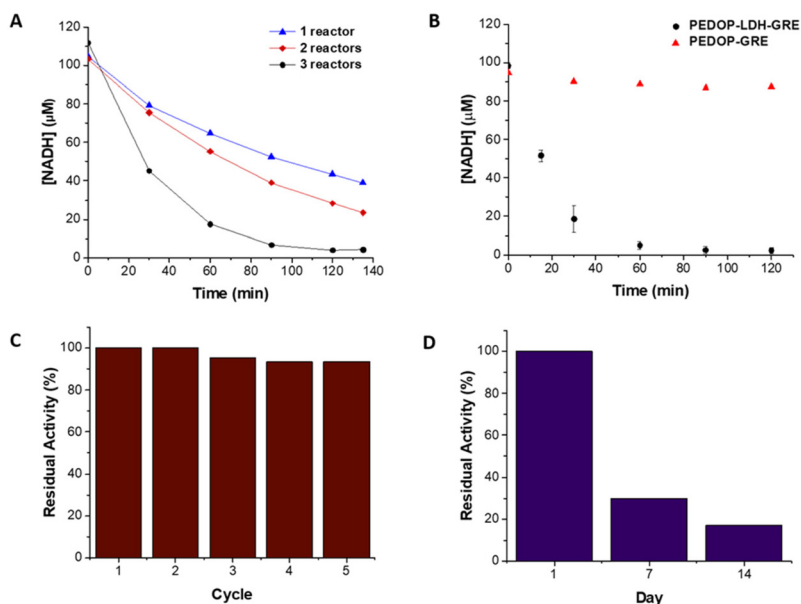 A
1 reactor
2 reactors
3 reactors
[NADH] (μM)
120
100
80
60
40
20
0
0 20 40 60 80 100 120 140
Time (min)
B
PEDOP-LDH-GRE
PEDOP-GRE
[NADH] (μM)
120
100
80
60
40
20
0
0 20 40 60 80 100 120
Time (min)
C
Residual Activity (%)
100
80
60
40
20
0
1 2 3 4 5
Cycle
D
Residual Activity (%)
100
80
60
40
20
0
1 7 14
Day